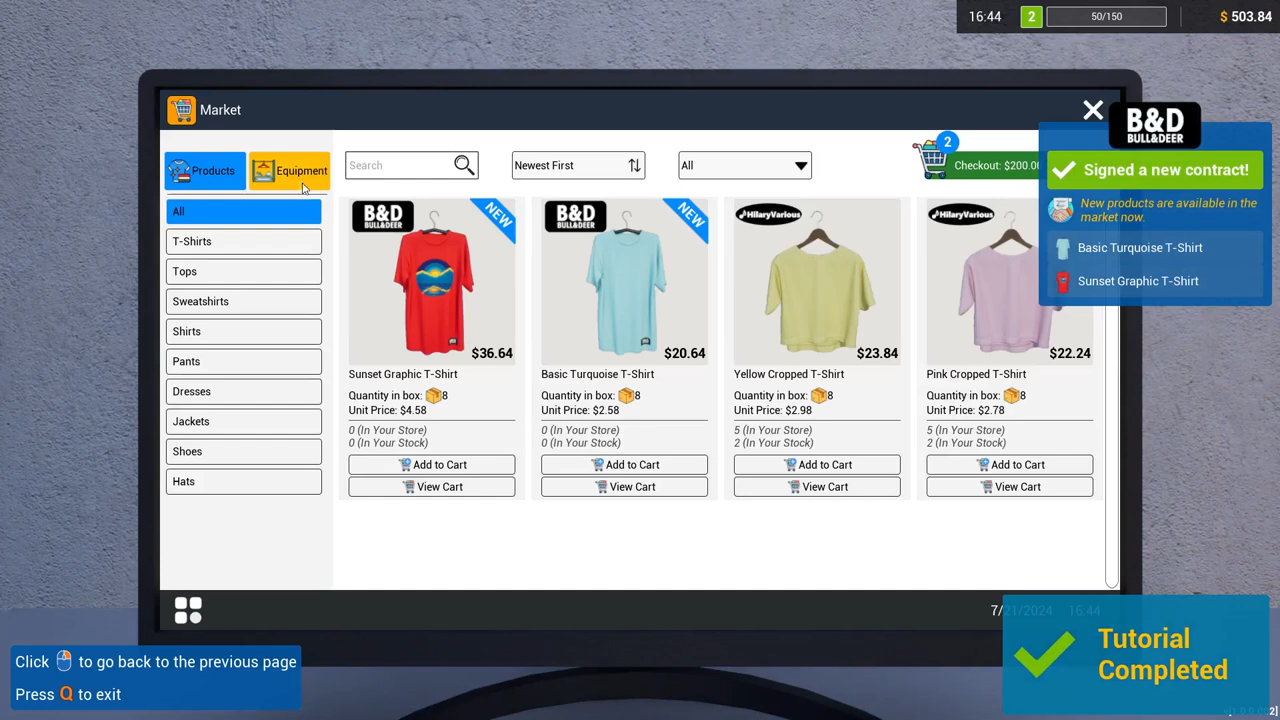 16:44
2
50/150
$ 503.84
Market
Products
Equipment
Search
Newest First
All
2
Checkout: $200.0
B&D
BULL&DEER
Signed a new contract!
New products are available in the
market now.
Basic Turquoise T-Shirt
Sunset Graphic T-Shirt
All
T-Shirts
Tops
Sweatshirts
Shirts
Pants
Dresses
Jackets
Shoes
Hats
B&D
BULL&DEER
NEW
$36.64
Sunset Graphic T-Shirt
Quantity in box: 8
Unit Price: $4.58
0 (In Your Store)
0 (In Your Stock)
Add to Cart
View Cart
B&D
BULL&DEER
NEW
$20.64
Basic Turquoise T-Shirt
Quantity in box: 8
Unit Price: $2.58
0 (In Your Store)
0 (In Your Stock)
Add to Cart
View Cart
HilaryVarious
$23.84
Yellow Cropped T-Shirt
Quantity in box: 8
Unit Price: $2.98
5 (In Your Store)
2 (In Your Stock)
Add to Cart
View Cart
HilaryVarious
$22.24
Pink Cropped T-Shirt
Quantity in box: 8
Unit Price: $2.78
5 (In Your Store)
2 (In Your Stock)
Add to Cart
View Cart
7/21/2024 16:44
Click to go back to the previous page
Press Q to exit
Tutorial
Completed